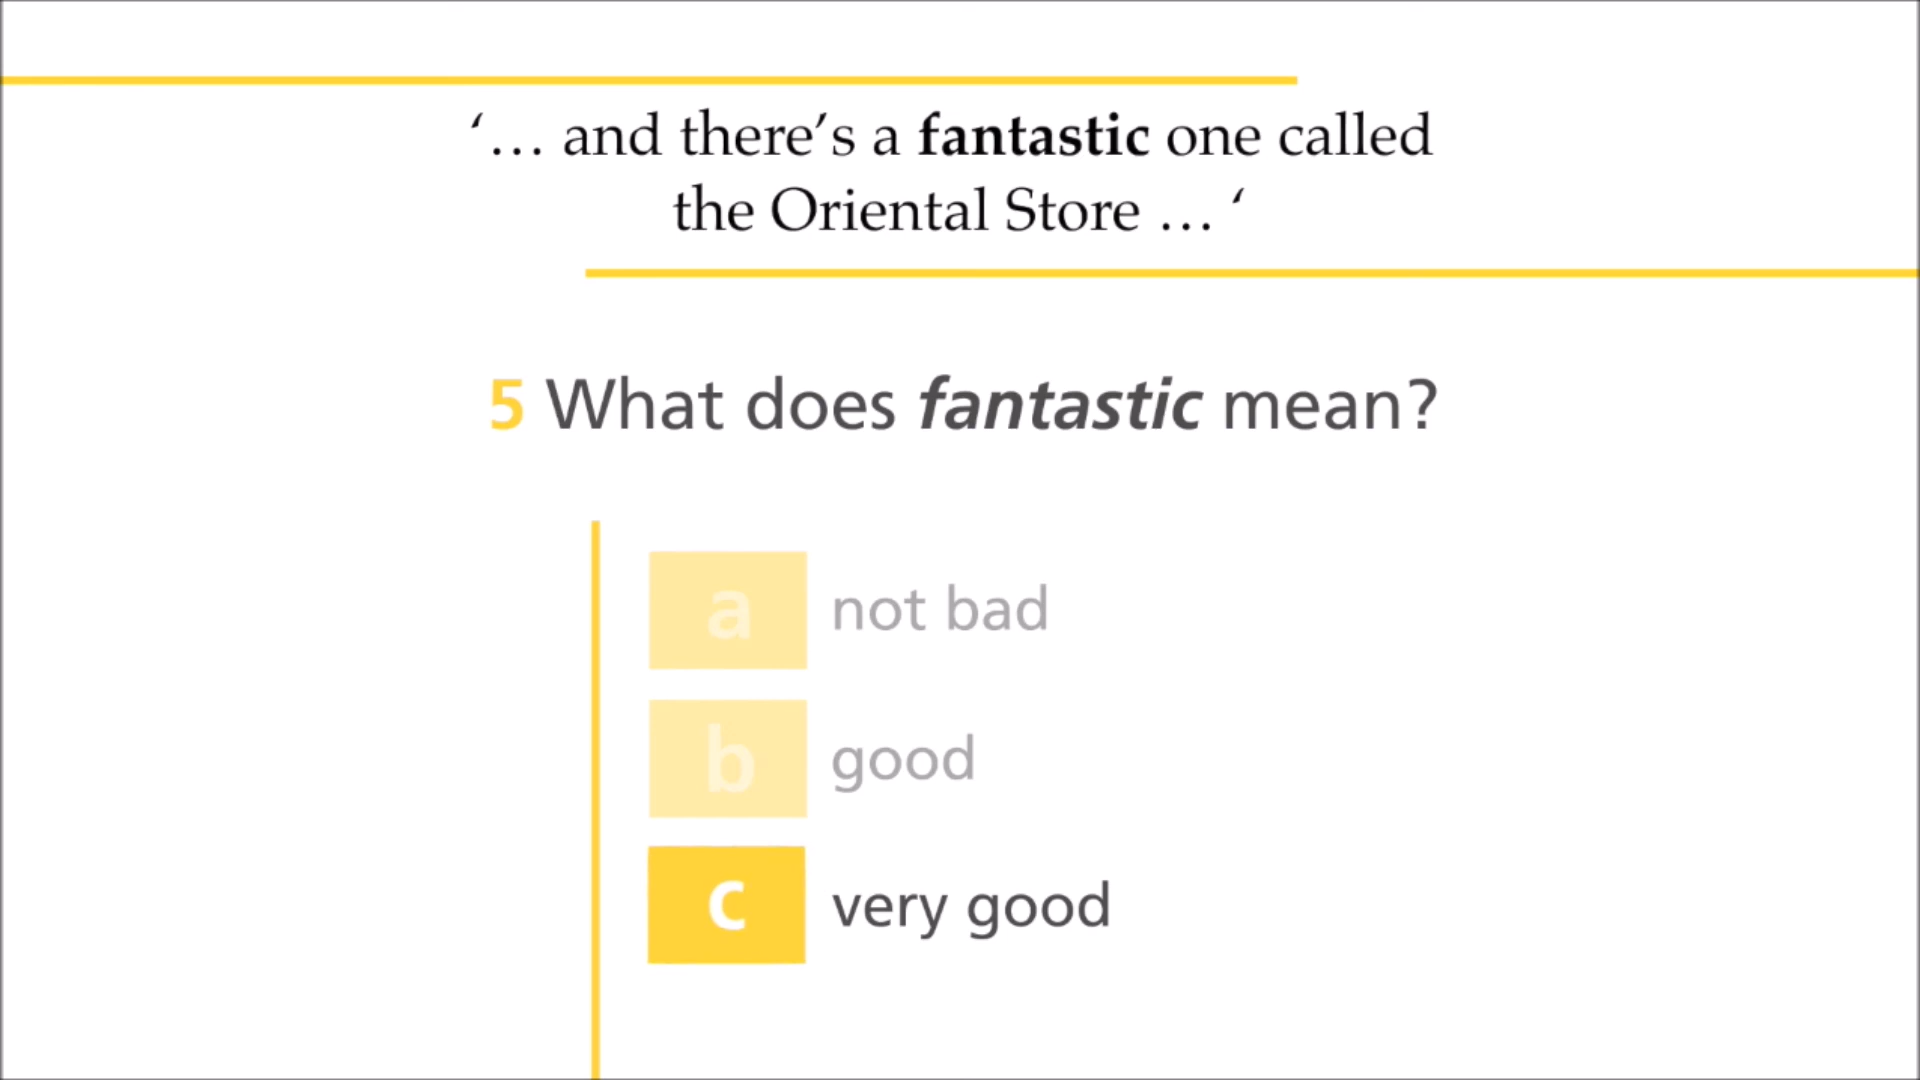 ‘… and there’s a fantastic one called
the Oriental Store … ‘
5 What does fantastic mean?
a not bad
b good
c very good